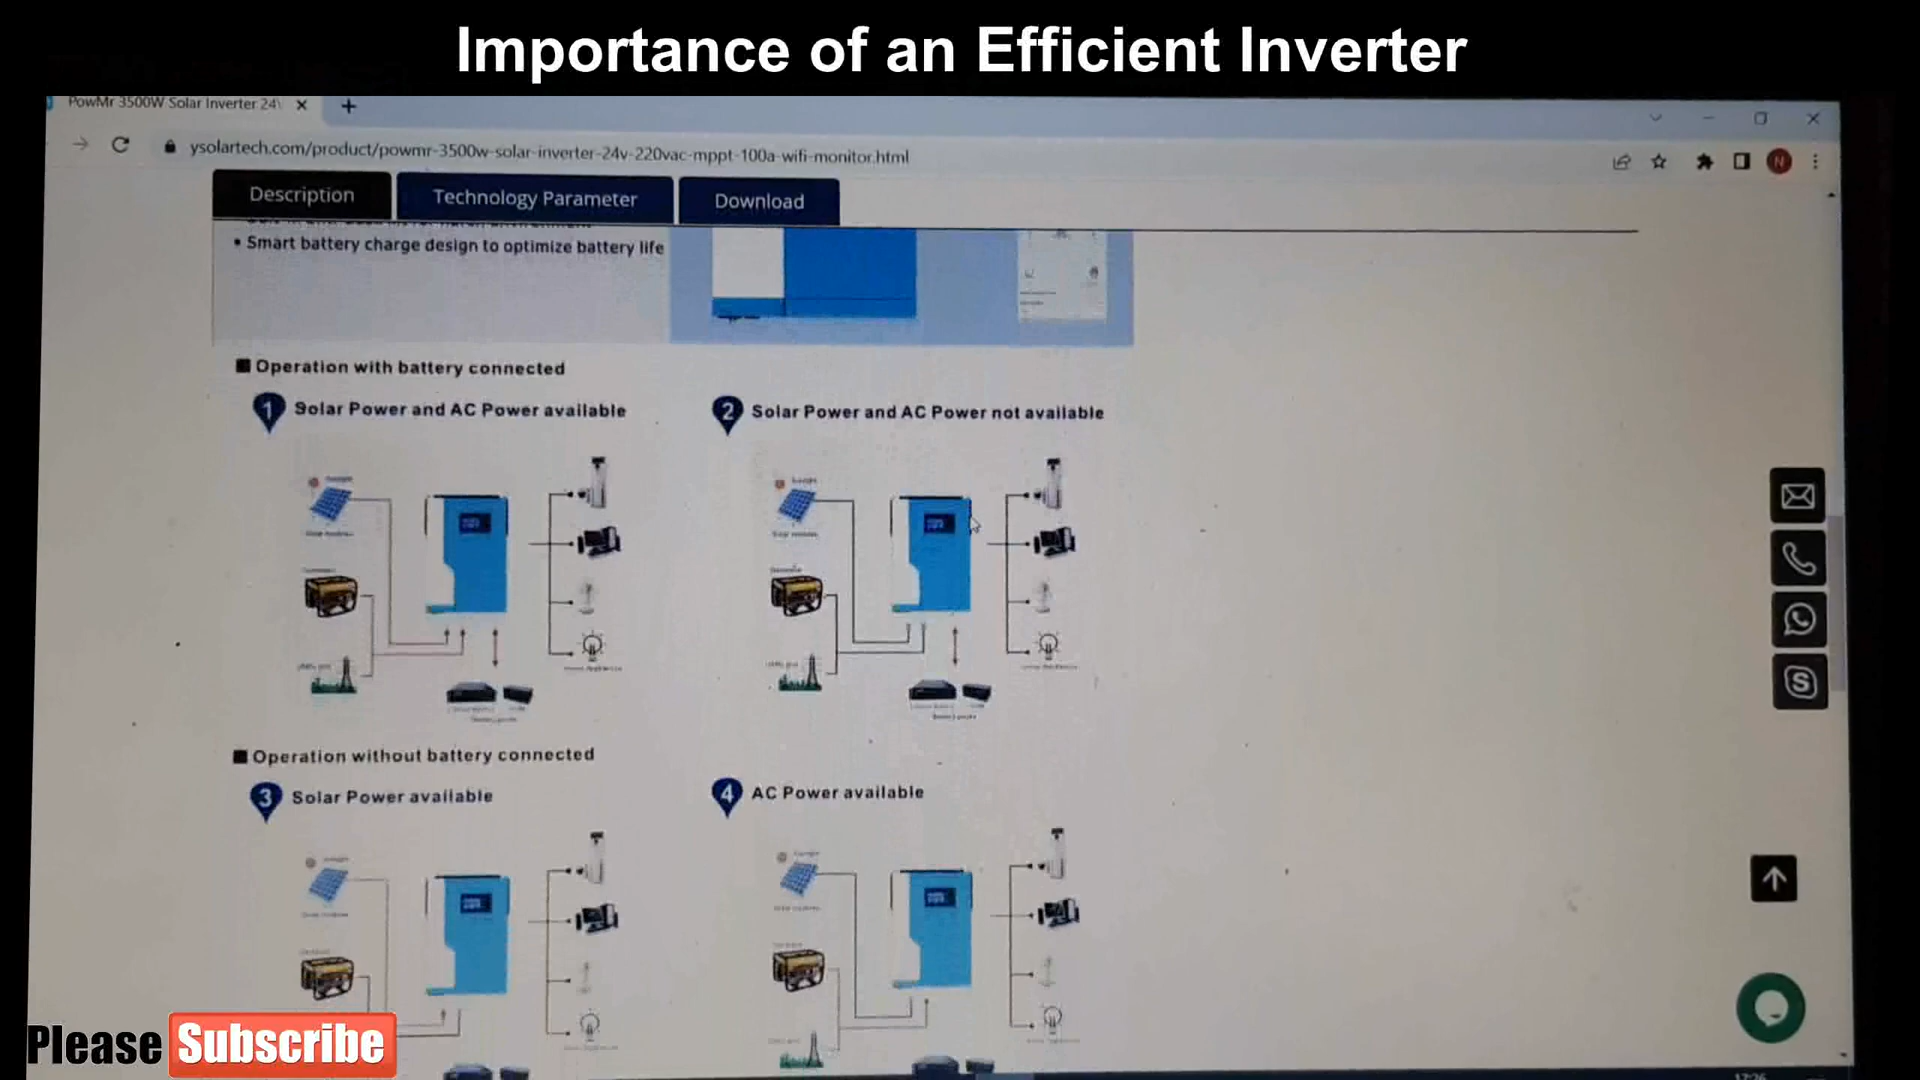 Importance of an Efficient Inverter
PowMr 3500W Solar Inverter 24V
ysolartech.com/product/powmr-3500w-solar-inverter-24v-220vac-mppt-100a-wifi-monitor.html
N
Description
Technology Parameter
Download
• Smart battery charge design to optimize battery life
Operation with battery connected
1 Solar Power and AC Power available
2 Solar Power and AC Power not available
Operation without battery connected
3 Solar Power available
4 AC Power available
Please Subscribe
17:26